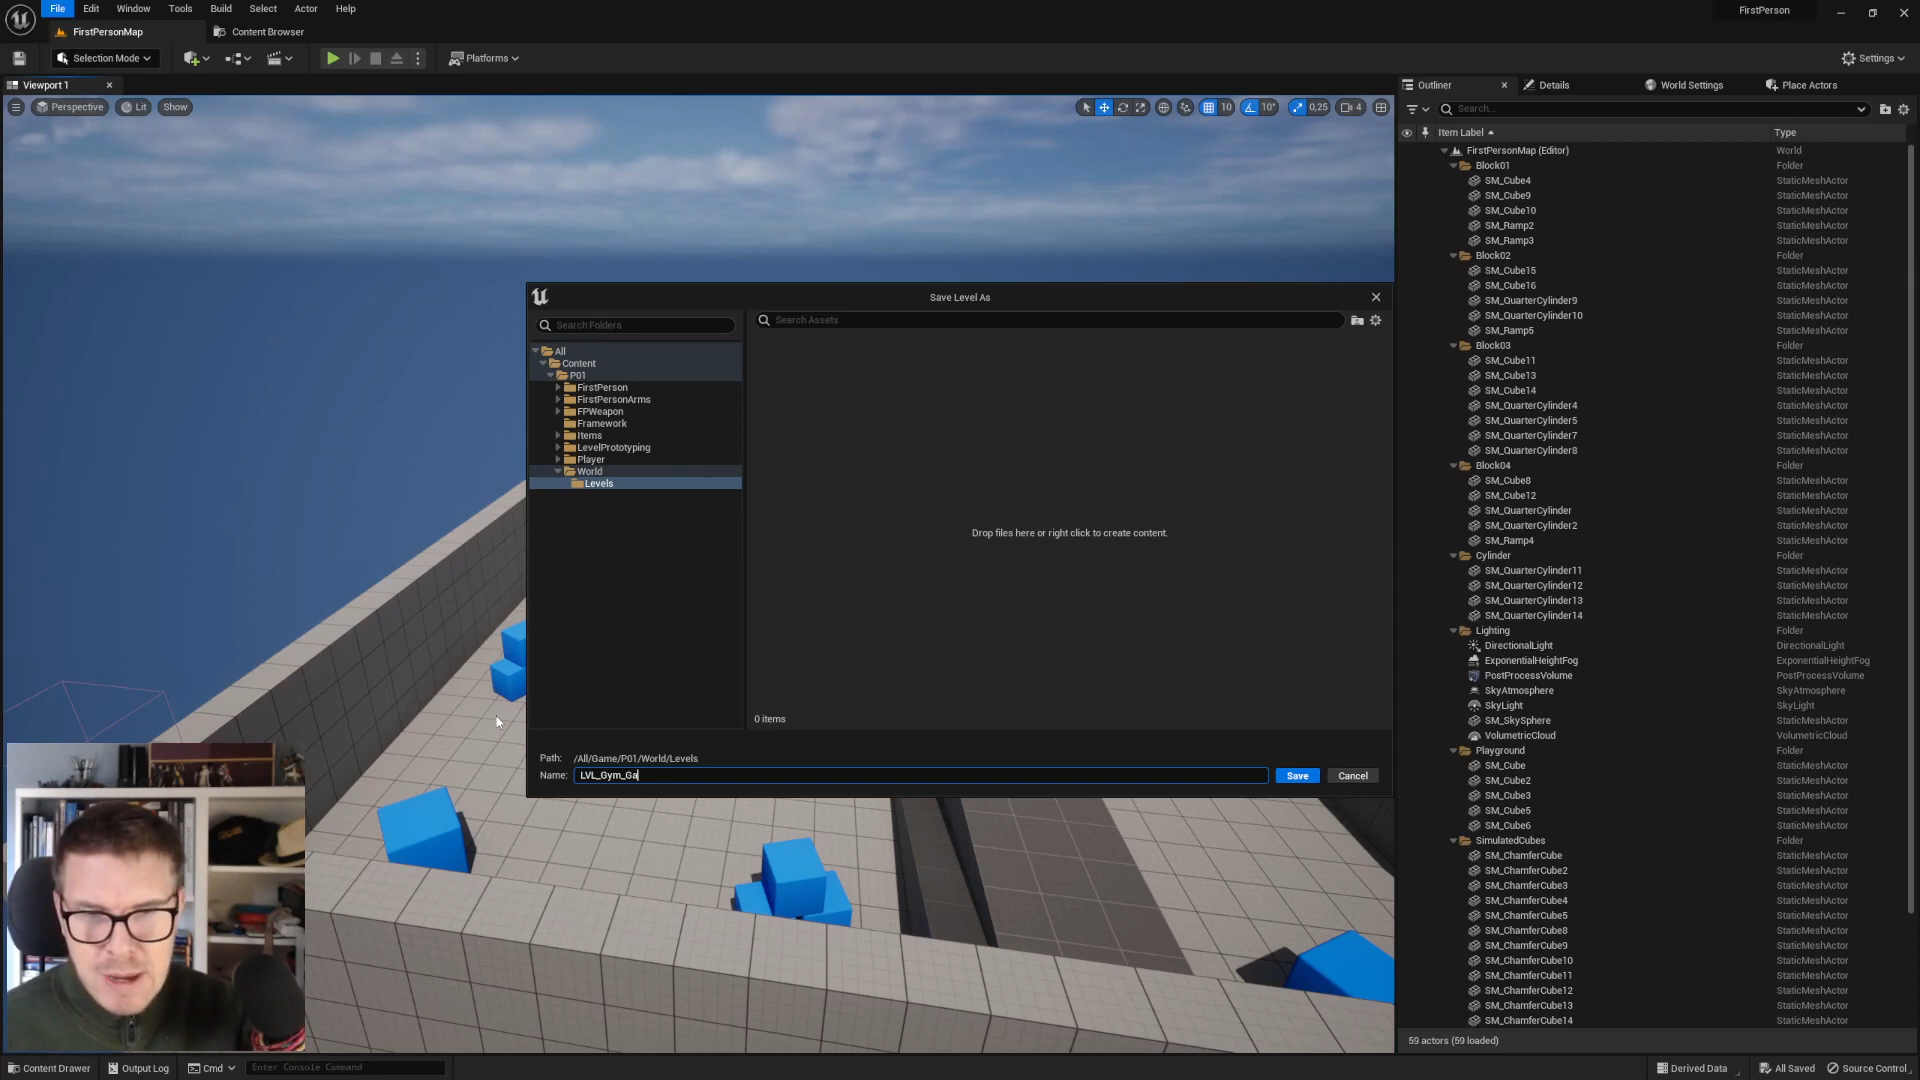 File Edit Window Tools Build Select Actor Help
FirstPerson
FirstPersonMap
Content Browser
Selection Mode
Platforms
Settings
Viewport 1
Perspective Lit Show
10 10° 0,25 4
Outliner Details World Settings Place Actors
Search...
Item Label Type
FirstPersonMap (Editor) World
Block01 Folder
SM_Cube4 StaticMeshActor
SM_Cube9 StaticMeshActor
SM_Cube10 StaticMeshActor
SM_Ramp2 StaticMeshActor
SM_Ramp3 StaticMeshActor
Block02 Folder
SM_Cube15 StaticMeshActor
SM_Cube16 StaticMeshActor
SM_QuarterCylinder9 StaticMeshActor
SM_QuarterCylinder10 StaticMeshActor
SM_Ramp5 StaticMeshActor
Block03 Folder
SM_Cube11 StaticMeshActor
SM_Cube13 StaticMeshActor
SM_Cube14 StaticMeshActor
SM_QuarterCylinder4 StaticMeshActor
SM_QuarterCylinder5 StaticMeshActor
SM_QuarterCylinder7 StaticMeshActor
SM_QuarterCylinder8 StaticMeshActor
Block04 Folder
SM_Cube8 StaticMeshActor
SM_Cube12 StaticMeshActor
SM_QuarterCylinder StaticMeshActor
SM_QuarterCylinder2 StaticMeshActor
SM_Ramp4 StaticMeshActor
Cylinder Folder
SM_QuarterCylinder11 StaticMeshActor
SM_QuarterCylinder12 StaticMeshActor
SM_QuarterCylinder13 StaticMeshActor
SM_QuarterCylinder14 StaticMeshActor
Lighting Folder
DirectionalLight DirectionalLight
ExponentialHeightFog ExponentialHeightFog
PostProcessVolume PostProcessVolume
SkyAtmosphere SkyAtmosphere
SkyLight SkyLight
SM_SkySphere StaticMeshActor
VolumetricCloud VolumetricCloud
Playground Folder
SM_Cube StaticMeshActor
SM_Cube2 StaticMeshActor
SM_Cube3 StaticMeshActor
SM_Cube5 StaticMeshActor
SM_Cube6 StaticMeshActor
SimulatedCubes Folder
SM_ChamferCube StaticMeshActor
SM_ChamferCube2 StaticMeshActor
SM_ChamferCube3 StaticMeshActor
SM_ChamferCube4 StaticMeshActor
SM_ChamferCube5 StaticMeshActor
SM_ChamferCube8 StaticMeshActor
SM_ChamferCube9 StaticMeshActor
SM_ChamferCube10 StaticMeshActor
SM_ChamferCube11 StaticMeshActor
SM_ChamferCube12 StaticMeshActor
SM_ChamferCube13 StaticMeshActor
SM_ChamferCube14 StaticMeshActor
59 actors (59 loaded)
Save Level As
Search Folders
Search Assets
All
Content
P01
FirstPerson
FirstPersonArms
FPWeapon
Framework
Items
LevelPrototyping
Player
World
Levels
Drop files here or right click to create content.
0 items
Path: /All/Game/P01/World/Levels
Name: LVL_Gym_Ga
Save Cancel
Content Drawer Output Log Cmd Enter Console Command
Derived Data All Saved Source Control